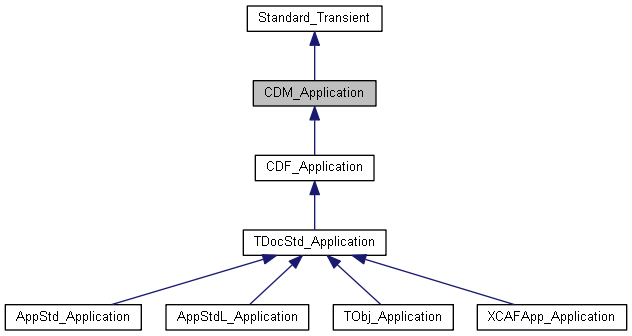 Standard_Transient
CDM_Application
CDF_Application
TDocStd_Application
AppStd_Application
AppStdL_Application
TObj_Application
XCAFApp_Application